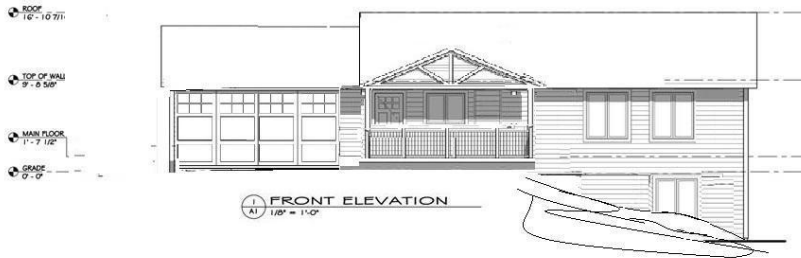 ROOF
16' - 10 7/1
TOP OF WALL
9' - 8 5/8"
MAIN FLOOR
1' - 7 1/2"
GRADE
0' - 0"
1
A1
FRONT ELEVATION
1/8" = 1'-0"